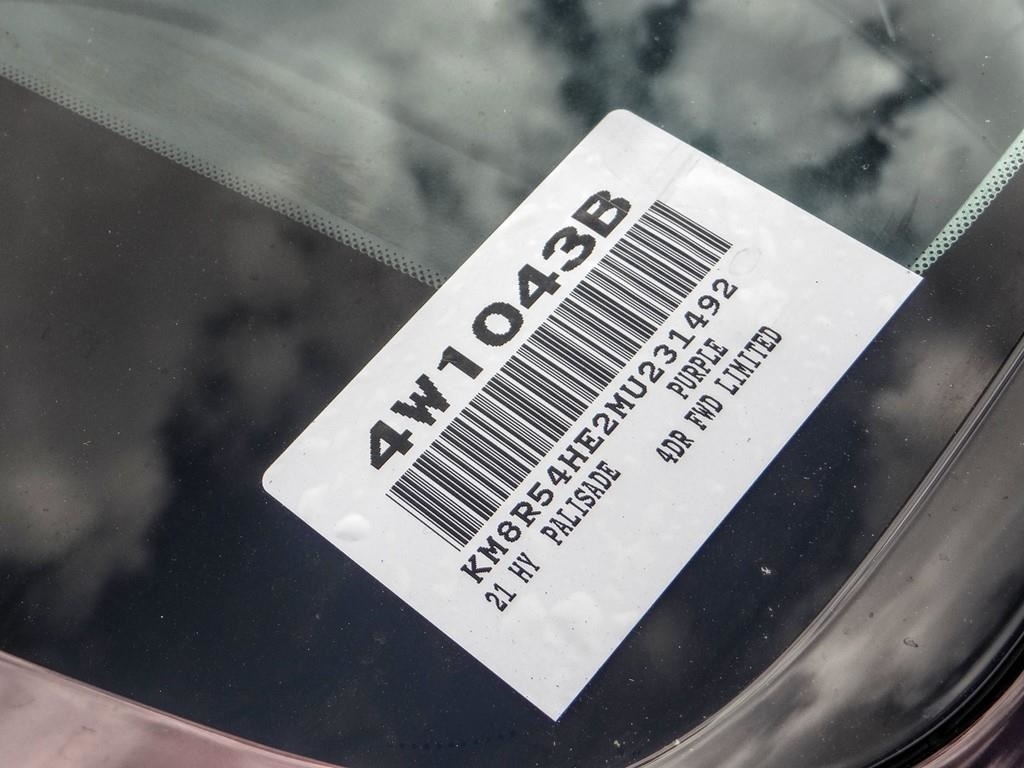 4W1043B
KM8R54HE2MU231492
21 HY PALISADE PURPLE
4DR FWD LIMITED